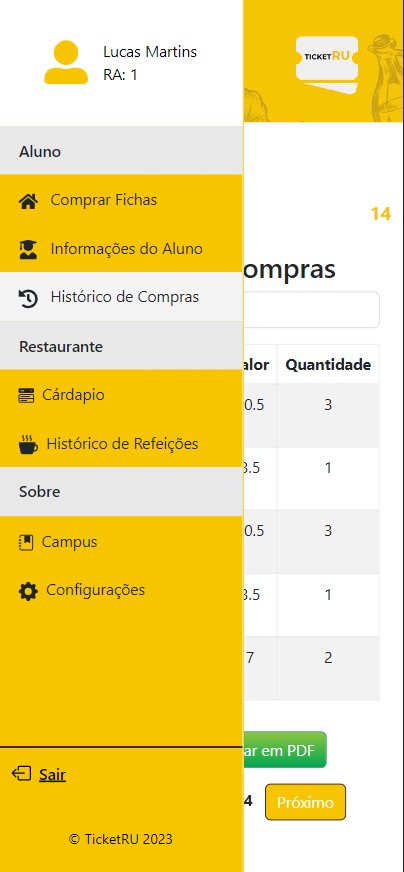 Lucas Martins
RA: 1
TICKETRU
Aluno
Comprar Fichas
Informações do Aluno
Histórico de Compras
Restaurante
Cárdapio
Histórico de Refeições
Sobre
Campus
Configurações
Sair
© TicketRU 2023
14
ompras
alor Quantidade
0.5 3
3.5 1
0.5 3
3.5 1
7 2
ar em PDF
4 Próximo